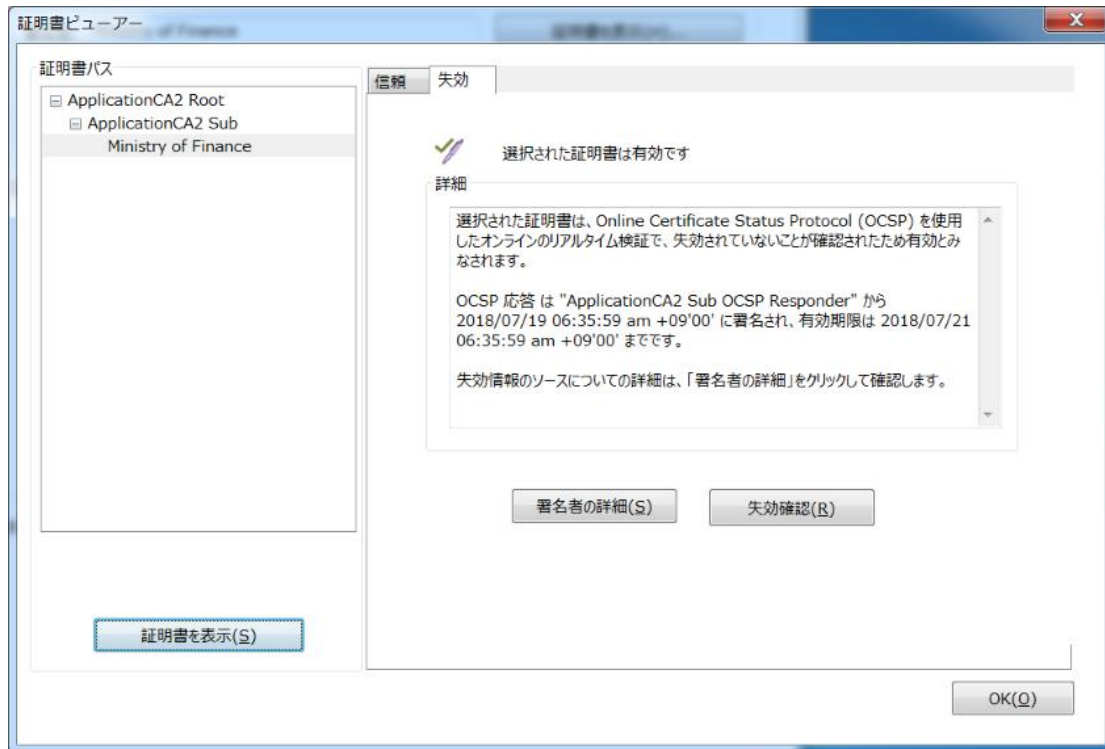 証明書ビューアー
証明書パス
ApplicationCA2 Root
ApplicationCA2 Sub
Ministry of Finance
証明書を表示(S)
信頼
失効
選択された証明書は有効です
詳細
選択された証明書は、Online Certificate Status Protocol (OCSP) を使用
したオンラインのリアルタイム検証で、失効されていないことが確認されたため有効とみ
なされます。
OCSP 応答 は "ApplicationCA2 Sub OCSP Responder" から
2018/07/19 06:35:59 am +09'00' に署名され、有効期限は 2018/07/21
06:35:59 am +09'00' までです。
失効情報のソースについての詳細は、「署名者の詳細」をクリックして確認します。
署名者の詳細(S)
失効確認(R)
OK(O)